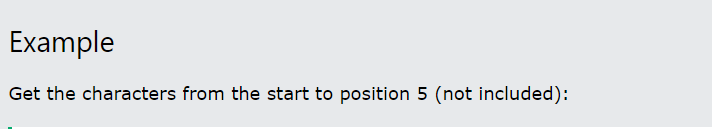 Example
Get the characters from the start to position 5 (not included):